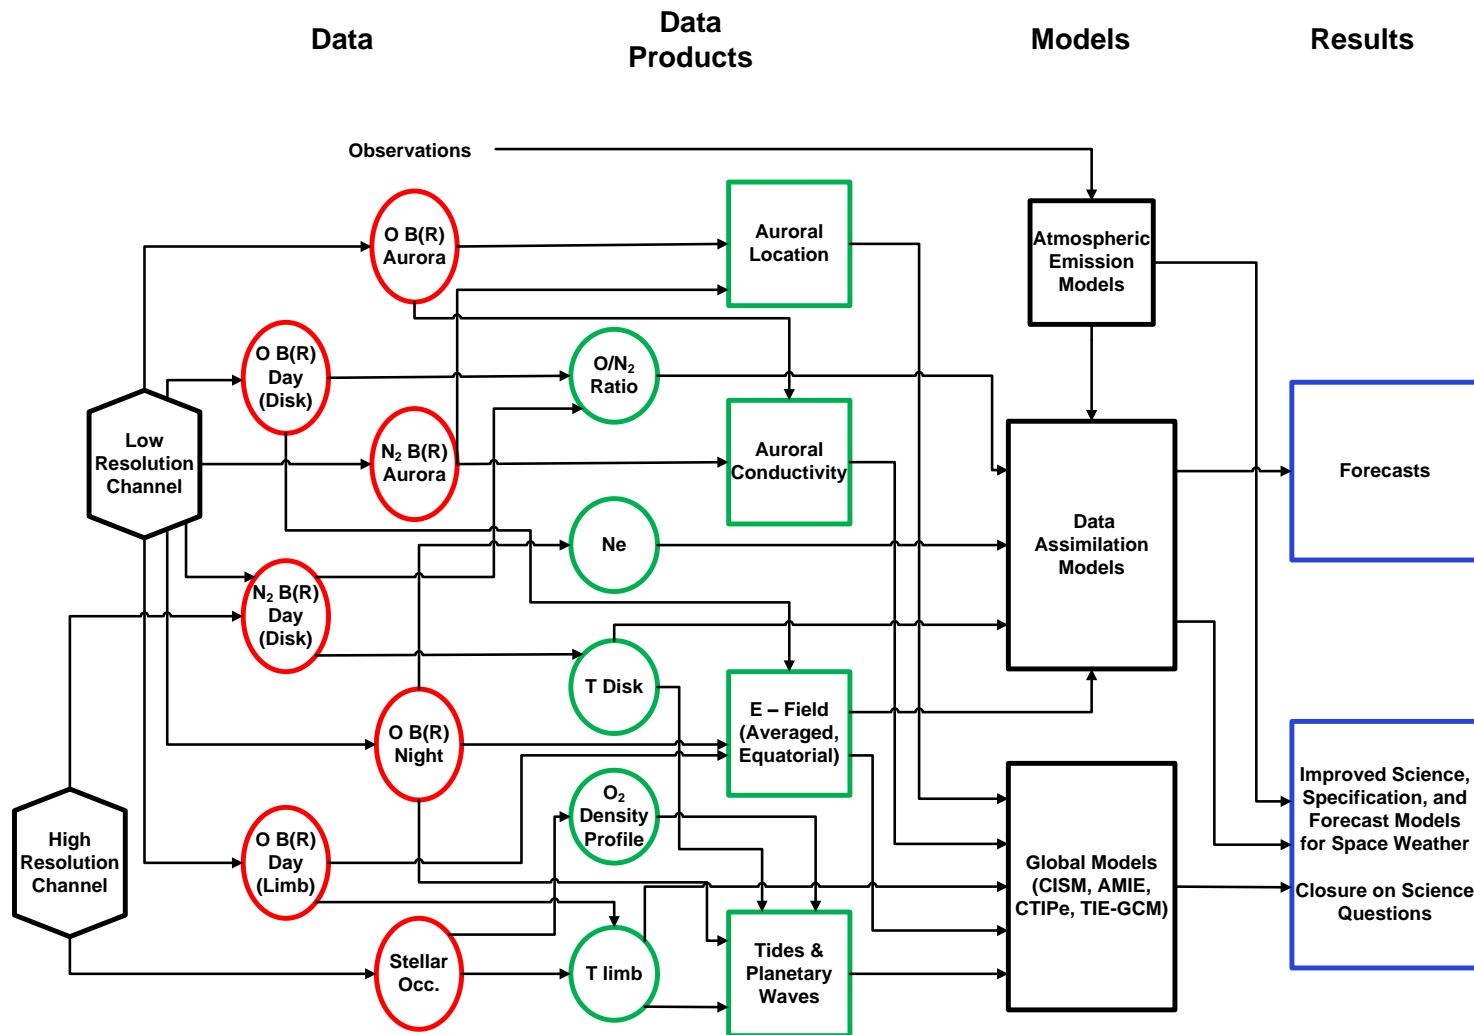 Data
Data
Products
Models
Results
Observations
O B(R)
Aurora
Auroral
Location
Atmospheric
Emission
Models
O B(R)
Day
(Disk)
O/N₂
Ratio
Low
Resolution
Channel
N₂ B(R)
Aurora
Auroral
Conductivity
Forecasts
Ne
Data
Assimilation
Models
N₂ B(R)
Day
(Disk)
T Disk
E – Field
(Averaged,
Equatorial)
O B(R)
Night
O₂
Density
Profile
High
Resolution
Channel
O B(R)
Day
(Limb)
Global Models
(CISM, AMIE,
CTIPe, TIE-GCM)
Improved Science,
Specification, and
Forecast Models
for Space Weather
Closure on Science
Questions
Stellar
Occ.
T limb
Tides &
Planetary
Waves